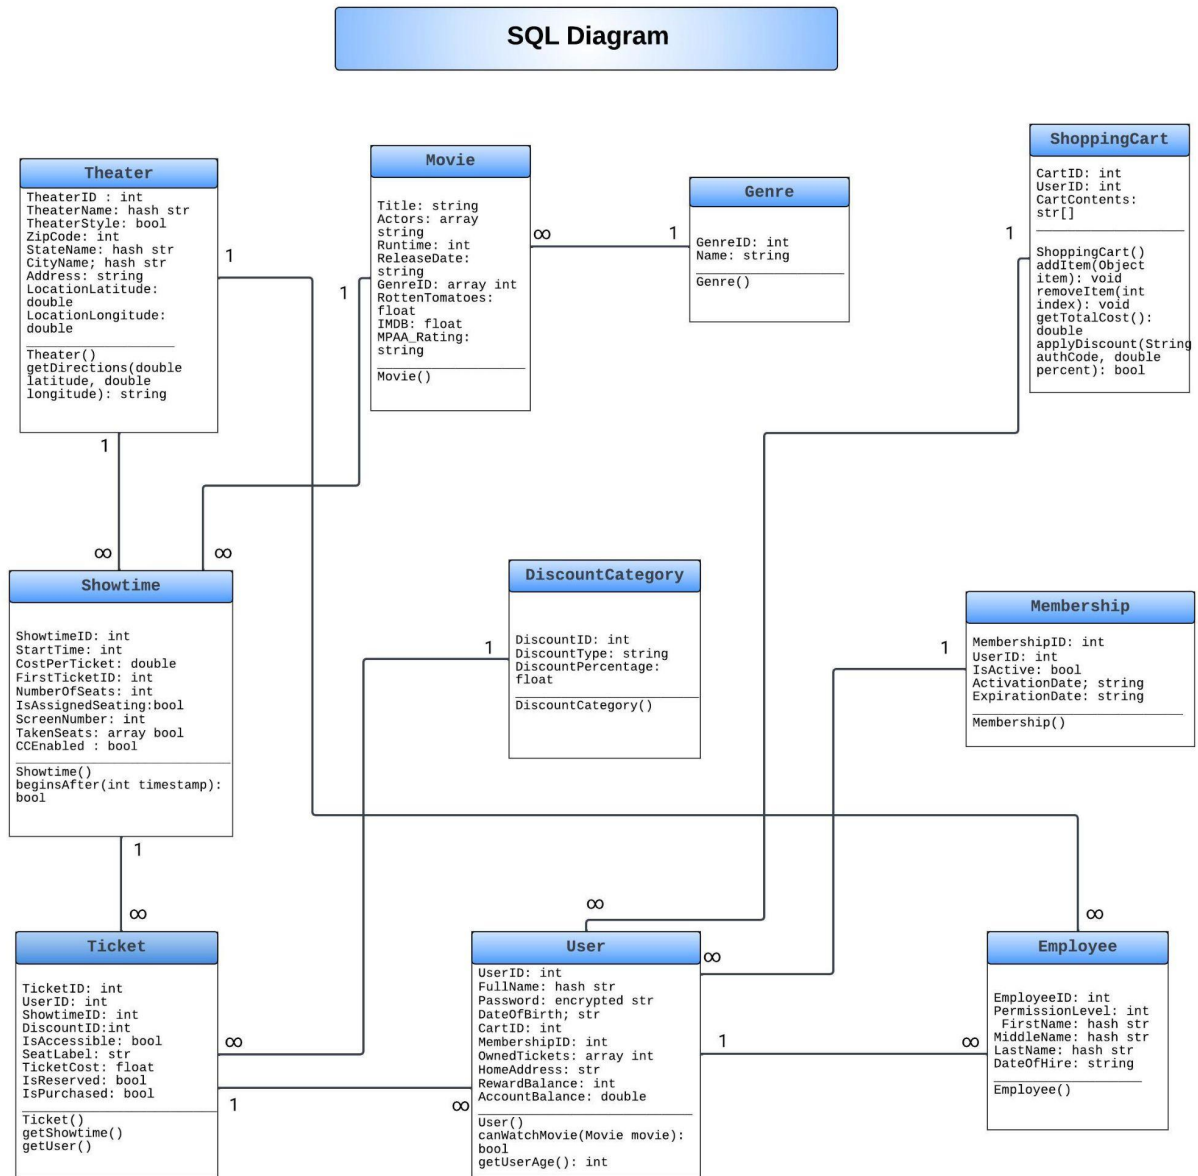 SQL Diagram
Theater
TheaterID : int
TheaterName: hash str
TheaterStyle: bool
ZipCode: int
StateName: hash str
CityName; hash str
Address: string
LocationLatitude:
double
LocationLongitude:
double
Theater()
getDirections(double
latitude, double
longitude): string
1
1
Movie
Title: string
Actors: array
string
Runtime: int
ReleaseDate:
string
GenreID: array int
RottenTomatoes:
float
IMDB: float
MPAA_Rating:
string
Movie()
1
∞
1
Genre
GenreID: int
Name: string
Genre()
ShoppingCart
CartID: int
UserID: int
CartContents:
str[]
ShoppingCart()
addItem(Object
item): void
removeItem(int
index): void
getTotalCost():
double
applyDiscount(String
authCode, double
percent): bool
1
∞
∞
Showtime
ShowtimeID: int
StartTime: int
CostPerTicket: double
FirstTicketID: int
NumberOfSeats: int
IsAssignedSeating:bool
ScreenNumber: int
TakenSeats: array bool
CCEnabled : bool
Showtime()
beginsAfter(int timestamp):
bool
1
DiscountCategory
DiscountID: int
DiscountType: string
DiscountPercentage:
float
DiscountCategory()
1
Membership
MembershipID: int
UserID: int
IsActive: bool
ActivationDate; string
ExpirationDate: string
Membership()
1
∞
Ticket
TicketID: int
UserID: int
ShowtimeID: int
DiscountID:int
IsAccessible: bool
SeatLabel: str
TicketCost: float
IsReserved: bool
IsPurchased: bool
Ticket()
getShowtime()
getUser()
∞
1
∞
∞
∞
User
UserID: int
FullName: hash str
Password: encrypted str
DateOfBirth; str
CartID: int
MembershipID: int
OwnedTickets: array int
HomeAddress: str
RewardBalance: int
AccountBalance: double
User()
canWatchMovie(Movie movie):
bool
getUserAge(): int
1
∞
∞
Employee
EmployeeID: int
PermissionLevel: int
FirstName: hash str
MiddleName: hash str
LastName: hash str
DateOfHire: string
Employee()